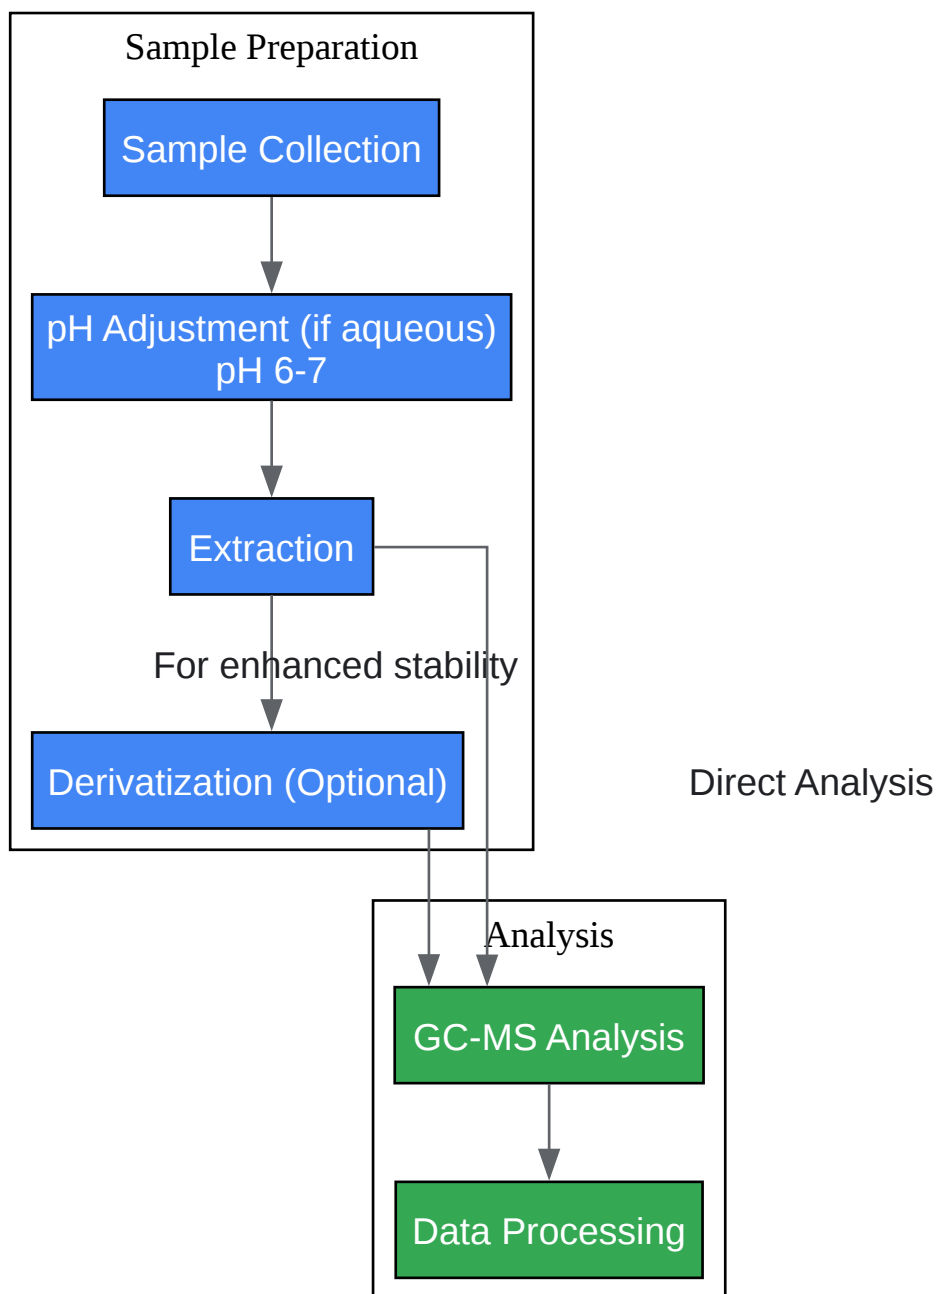 Sample Preparation
Sample Collection
pH Adjustment (if aqueous)
pH 6-7
Extraction
For enhanced stability
Derivatization (Optional)
Direct Analysis
Analysis
GC-MS Analysis
Data Processing